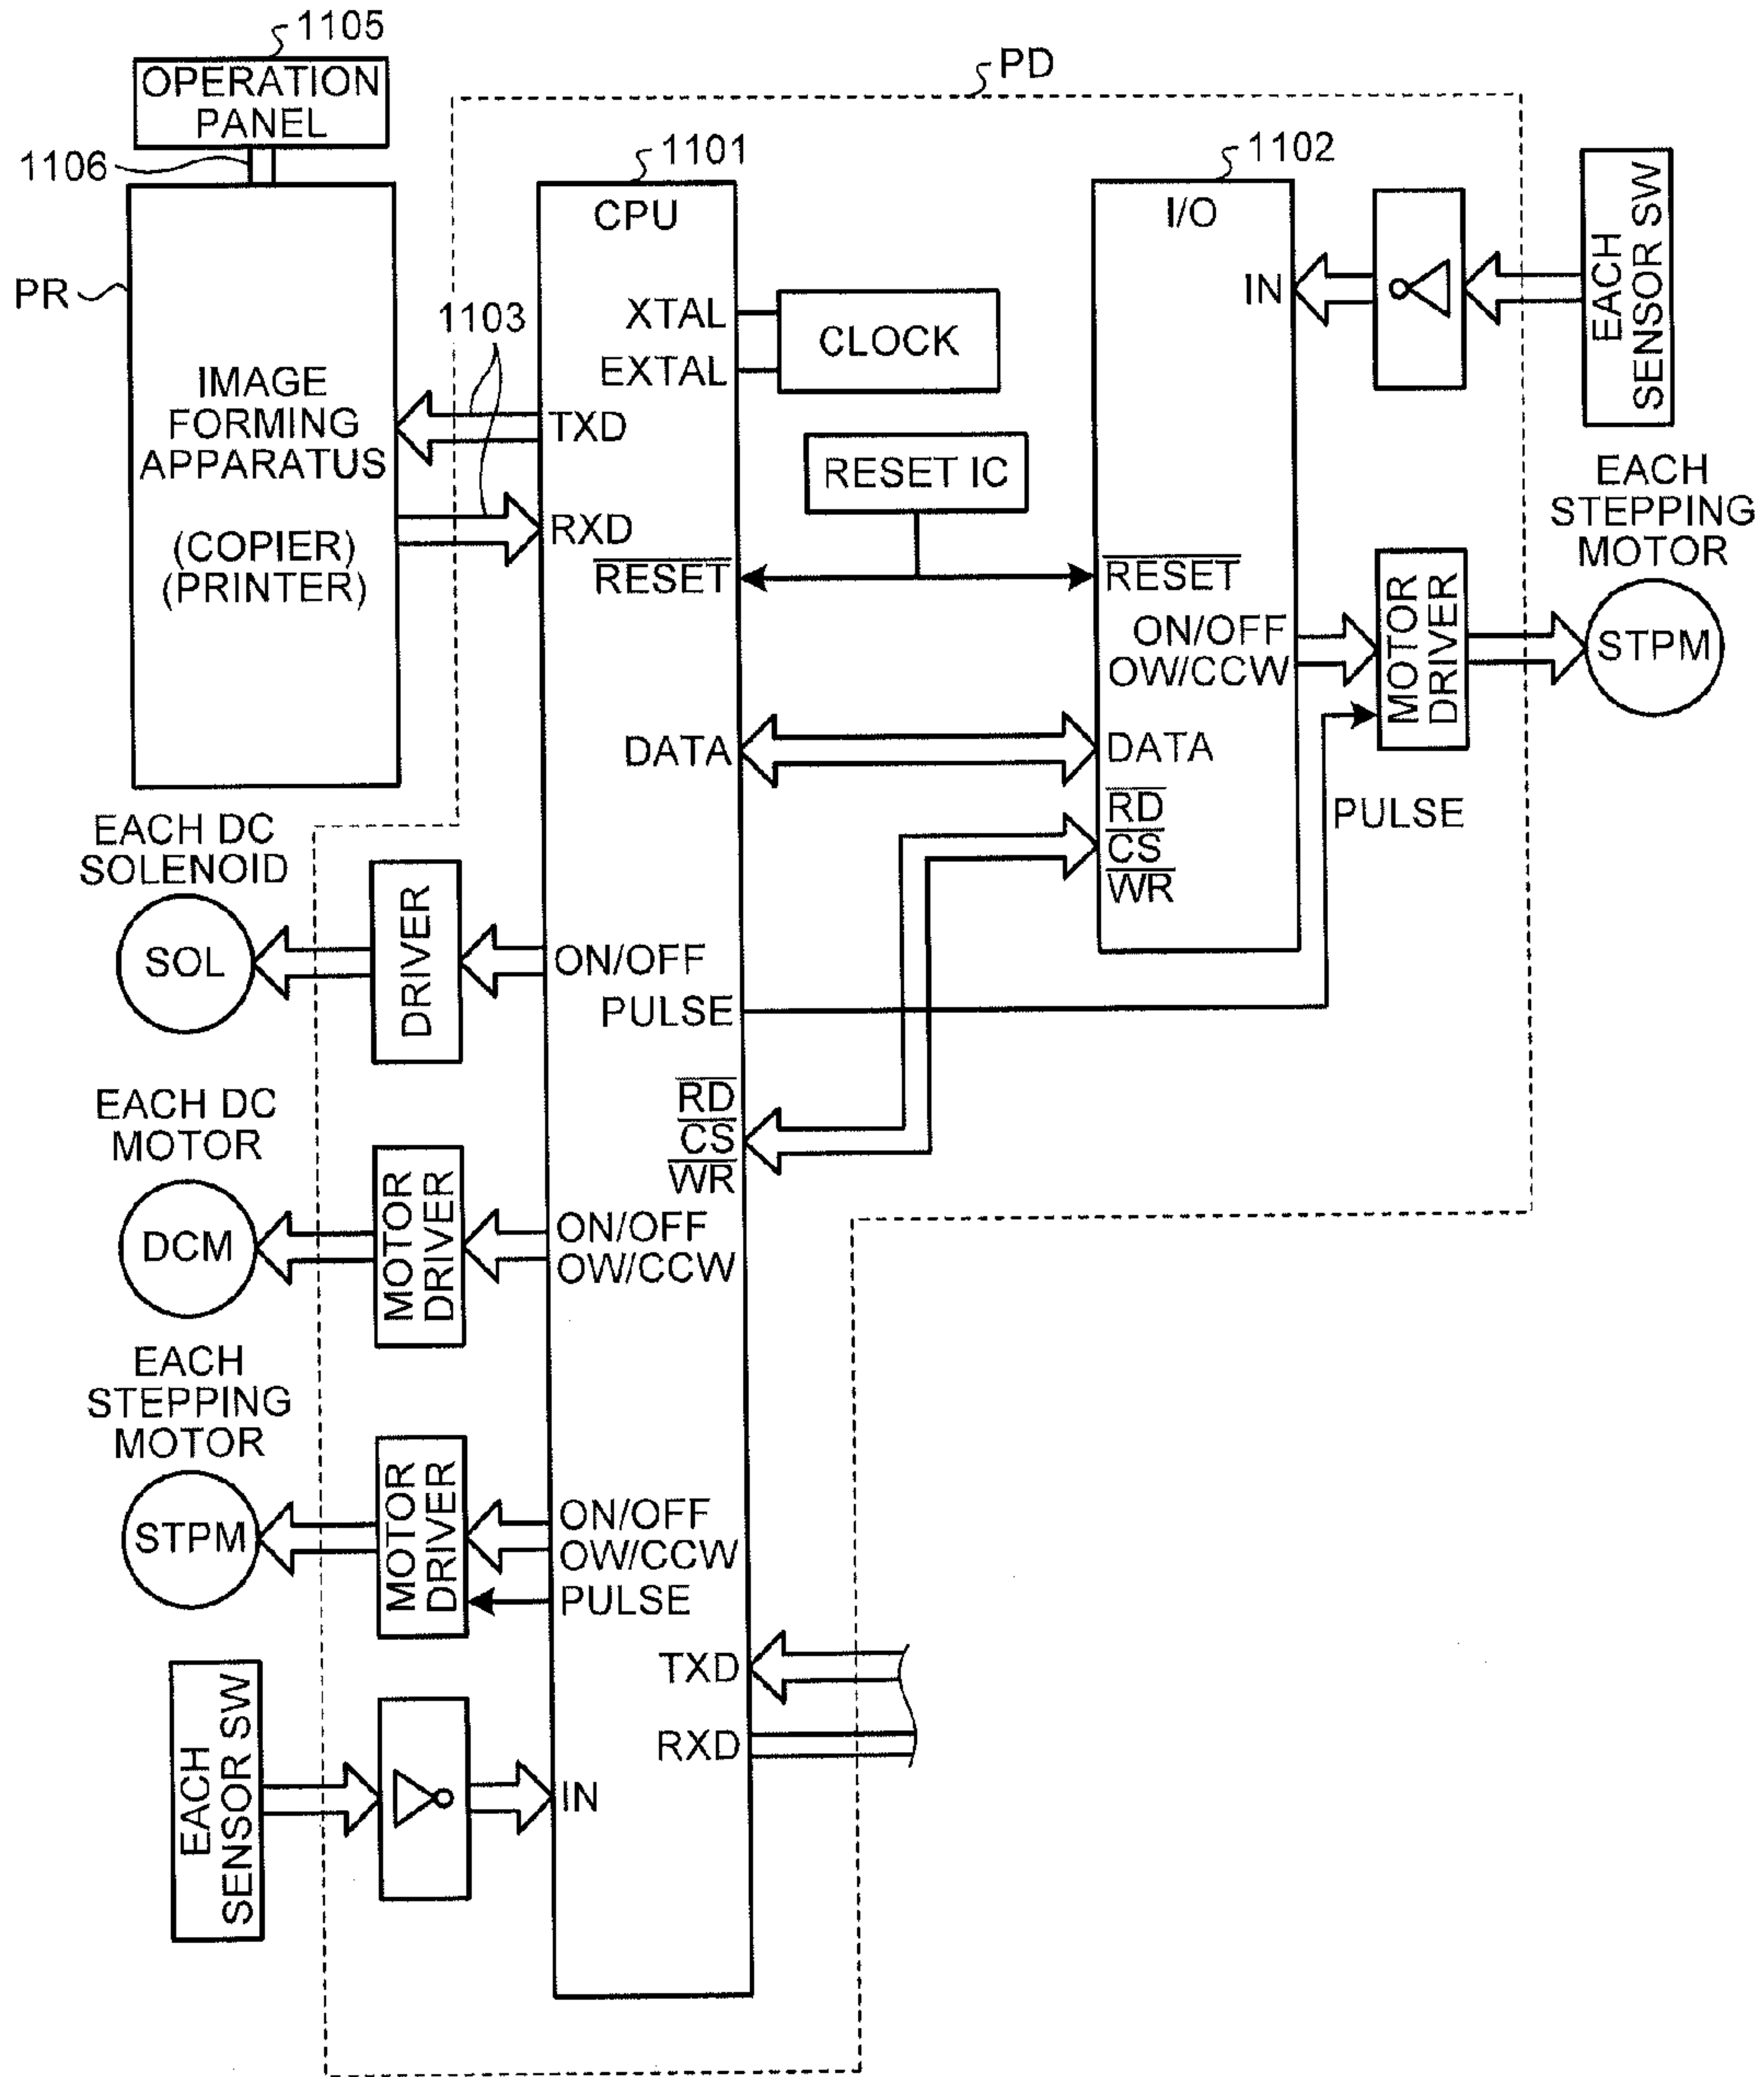 1105
OPERATION
PANEL
1106
PD
1101
CPU
1102
I/O
PR
IMAGE
FORMING
APPARATUS
(COPIER)
(PRINTER)
1103
XTAL
EXTAL
CLOCK
TXD
RXD
RESET IC
RESET
RESET
IN
EACH
SENSOR SW
EACH
STEPPING
MOTOR
ON/OFF
OW/CCW
MOTOR
DRIVER
STPM
DATA
DATA
RD
CS
WR
PULSE
EACH DC
SOLENOID
SOL
DRIVER
ON/OFF
PULSE
RD
CS
WR
EACH DC
MOTOR
DCM
MOTOR
DRIVER
ON/OFF
OW/CCW
EACH
STEPPING
MOTOR
STPM
MOTOR
DRIVER
ON/OFF
OW/CCW
PULSE
TXD
RXD
EACH
SENSOR SW
IN